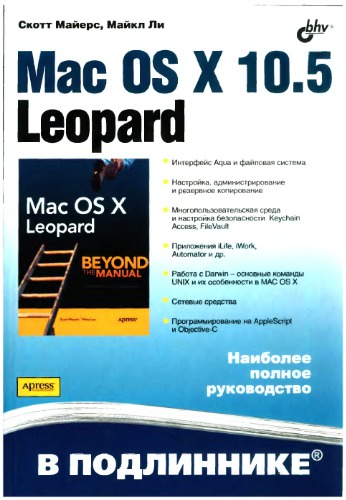 Скотт Майерс, Майкл Ли
bhv®
Mac OS X 10.5
Leopard
Интерфейс Aqua и файловая система
Настройка, администрирование
и резервное копирование
Многопользовательская среда
и настройка безопасности Keychain
Access, FileVault
Приложения iLife, iWork,
Automator и др.
Работа с Darwin – основные команды
UNIX и их особенности в MAC OS X
Сетевые средства
Программирование на AppleScript
и Objective-C
Mac OS X
Leopard
BEYOND
THE MANUAL
Apress®
Apress®
Наиболее
полное
руководство
В ПОДЛИННИКЕ®